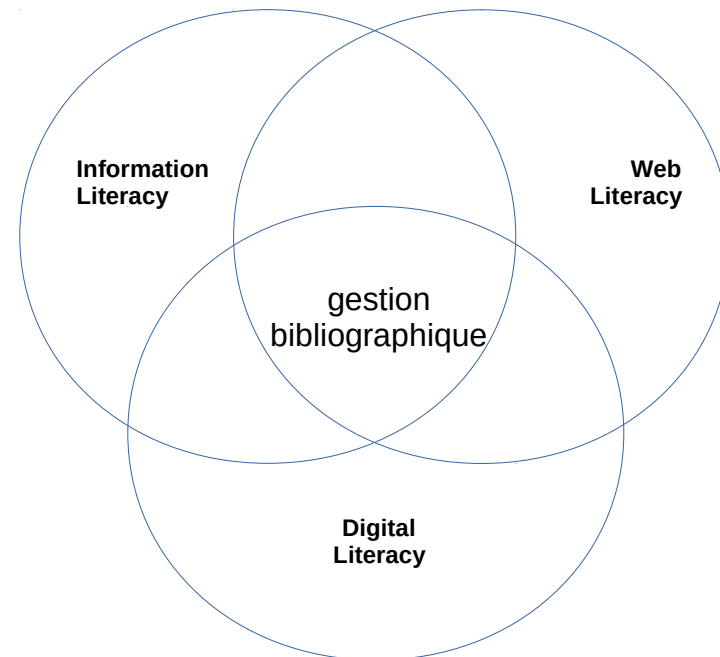 Information
Literacy
Web
Literacy
gestion
bibliographique
Digital
Literacy